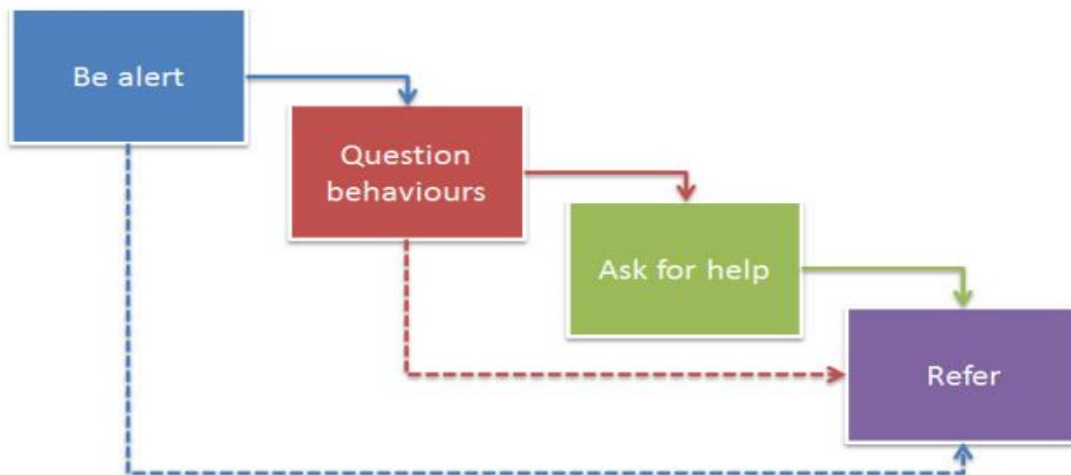 Be alert
Question
behaviours
Ask for help
Refer